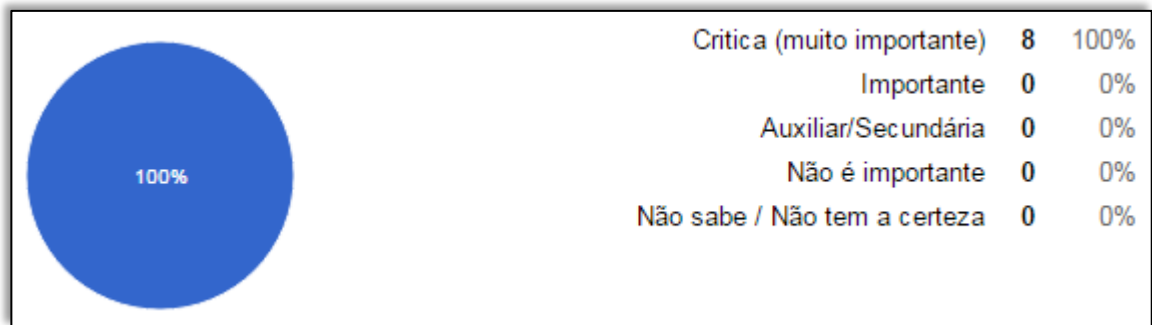 100%
Critica (muito importante) 8 100%
Importante 0 0%
Auxiliar/Secundária 0 0%
Não é importante 0 0%
Não sabe / Não tem a certeza 0 0%